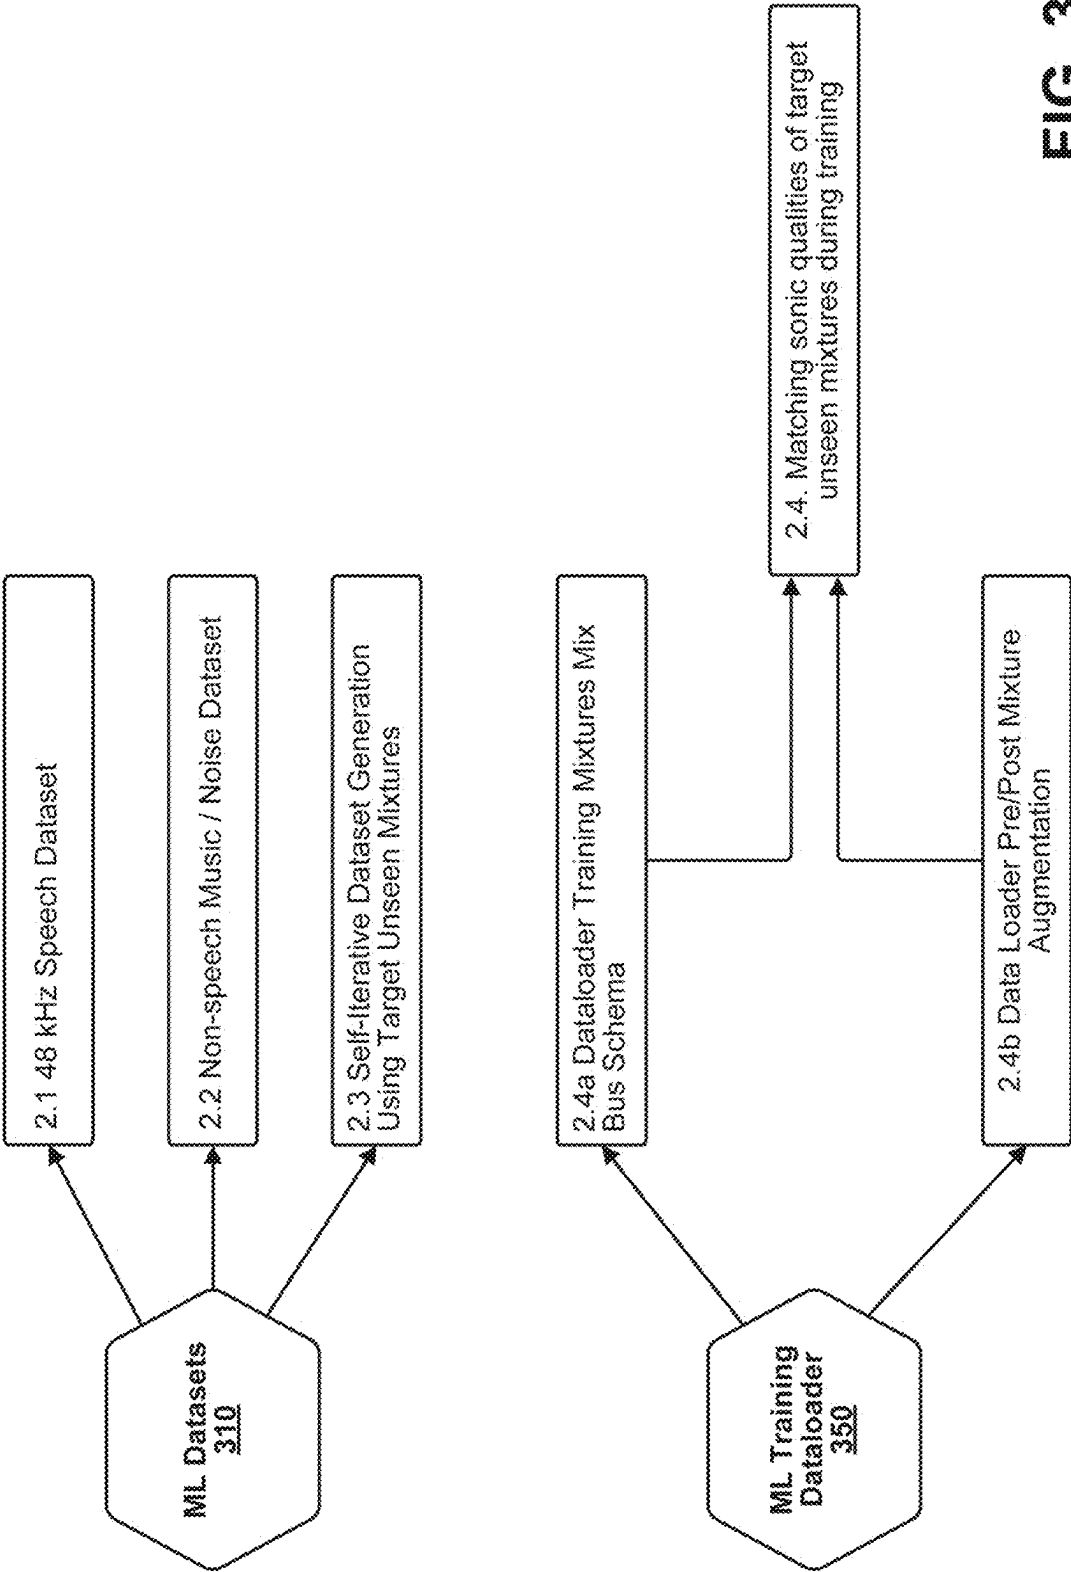 ML Datasets
310
2.1 48 kHz Speech Dataset
2.2 Non-speech Music / Noise Dataset
2.3 Self-Iterative Dataset Generation
Using Target Unseen Mixtures
ML Training
Dataloader
350
2.4a Dataloader Training Mixtures Mix
Bus Schema
2.4b Data Loader Pre/Post Mixture
Augmentation
2.4. Matching sonic qualities of target
unseen mixtures during training
FIG. 3